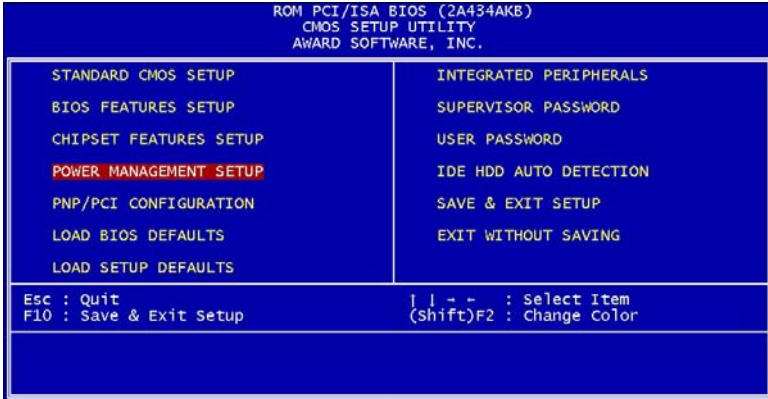 ROM PCI/ISA BIOS (2A434AKB)
CMOS SETUP UTILITY
AWARD SOFTWARE, INC.
STANDARD CMOS SETUP
BIOS FEATURES SETUP
CHIPSET FEATURES SETUP
POWER MANAGEMENT SETUP
PNP/PCI CONFIGURATION
LOAD BIOS DEFAULTS
LOAD SETUP DEFAULTS
INTEGRATED PERIPHERALS
SUPERVISOR PASSWORD
USER PASSWORD
IDE HDD AUTO DETECTION
SAVE & EXIT SETUP
EXIT WITHOUT SAVING
Esc : Quit
F10 : Save & Exit Setup
↑ ↓ → ← : Select Item
(Shift)F2 : Change Color